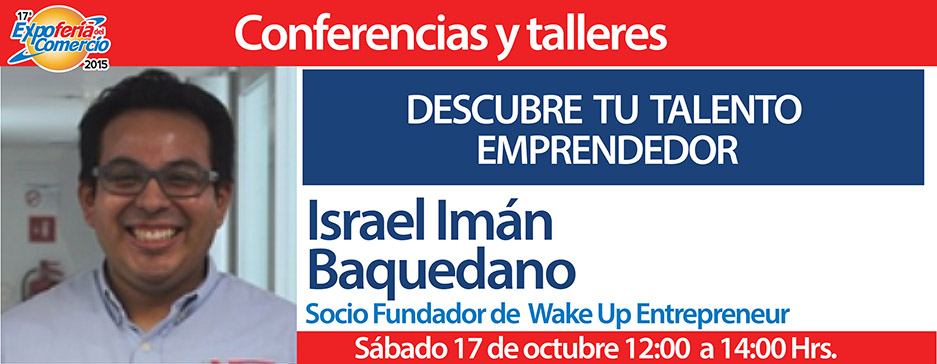 17ª
Expoferia del
Comercio
2015
Conferencias y talleres
DESCUBRE TU TALENTO
EMPRENDEDOR
Israel Imán
Baquedano
Socio Fundador de Wake Up Entrepreneur
Sábado 17 de octubre 12:00 a 14:00 Hrs.